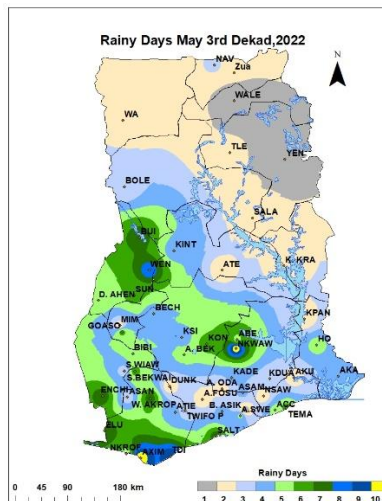 Rainy Days May 3rd Dekad,2022
N
NAV
Zua
WALE
WA
TLE
YEN
BOLE
SALA
BUI
KINT
WEN
ATE
K. KRA
SUN
D. AHEN
BECH
KPAN
MIM
GOASO
KSI
ABE
KON
NKWAW
HO
BIBI
A. BEK
S.WIAW
KADE
KDUA
AKU
AKA
S.BEKWAI
DUNK
A. ODA
ASAM
ENCHI
ASAN
A.FOSU
NSAW
W. AKROP
ATIE
B. ASIK
ACC
TWIFO P
A.SWE
TEMA
ELU
SALT
NKROF
TDI
AXIM
Rainy Days
0 45 90 180 km
1 2 3 4 5 6 7 8 9 10